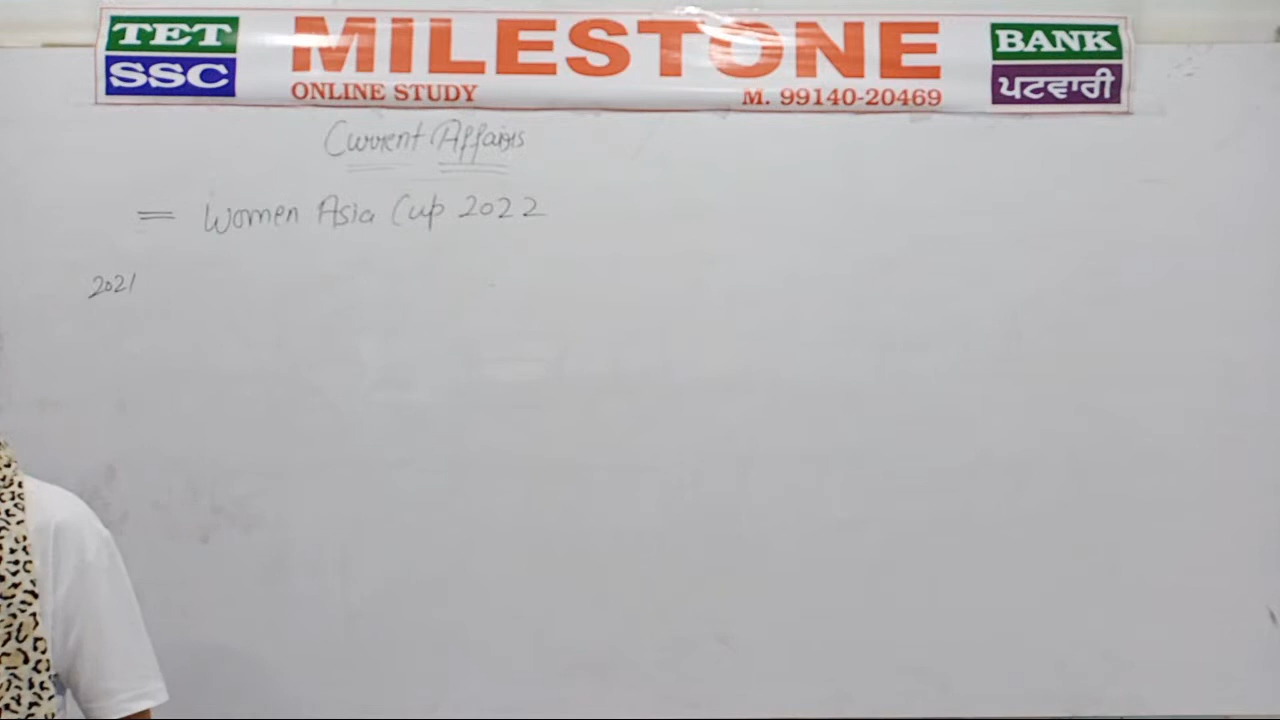 TET
SSC
MILESTONE
ONLINE STUDY
M. 99140-20469
BANK
ਪਟਵਾਰੀ
Current Affairs
= Women Asia Cup 2022
2021